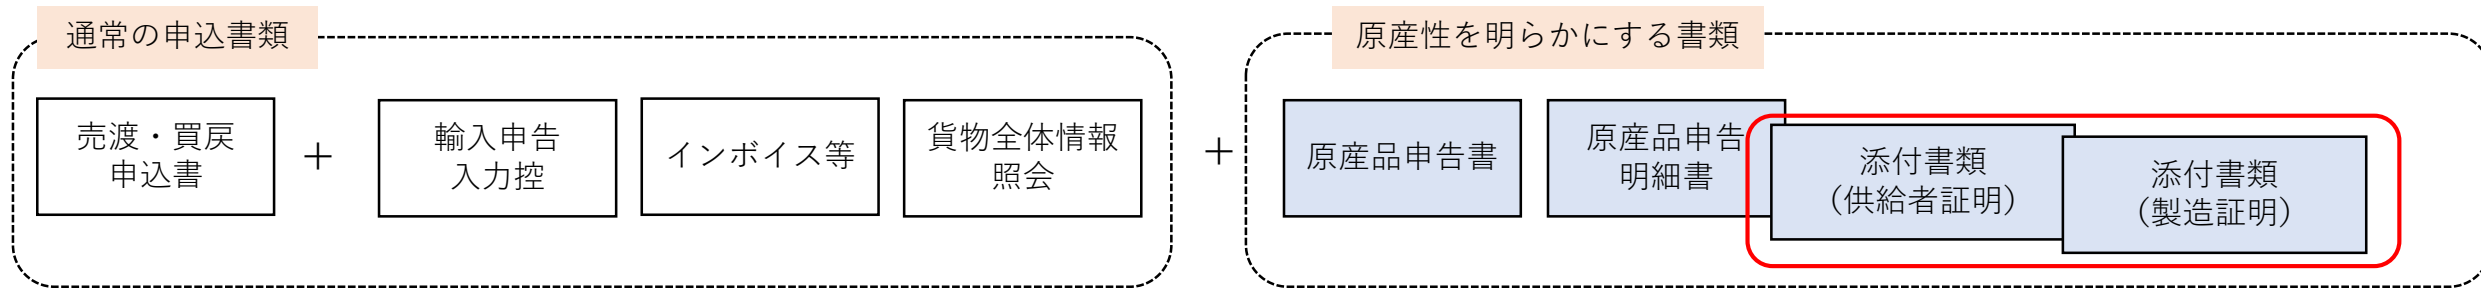 通常の申込書類
売渡・買戻
申込書
＋
輸入申告
入力控
インボイス等
貨物全体情報
照会
＋
原産性を明らかにする書類
原産品申告書
原産品申告
明細書
添付書類
（供給者証明）
添付書類
（製造証明）